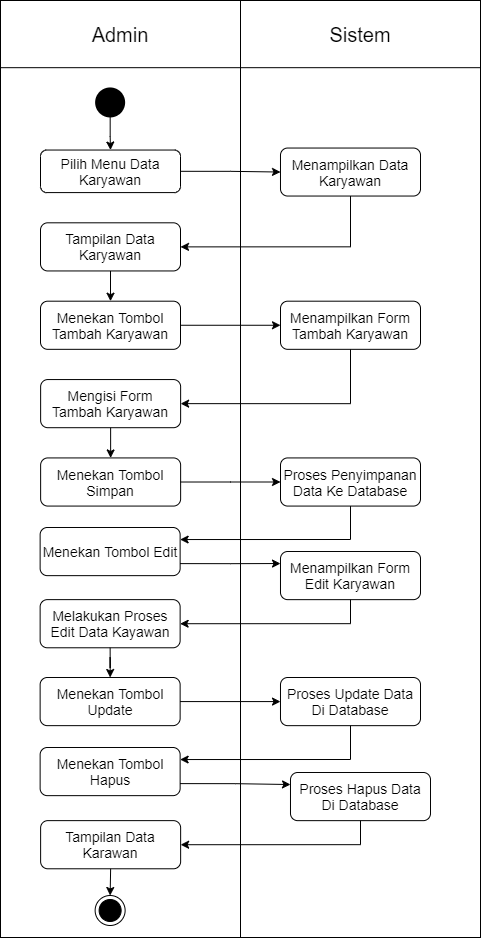 Admin
Sistem
Pilih Menu Data
Karyawan
Menampilkan Data
Karyawan
Tampilan Data
Karyawan
Menekan Tombol
Tambah Karyawan
Menampilkan Form
Tambah Karyawan
Mengisi Form
Tambah Karyawan
Menekan Tombol
Simpan
Proses Penyimpanan
Data Ke Database
Menekan Tombol Edit
Menampilkan Form
Edit Karyawan
Melakukan Proses
Edit Data Kayawan
Menekan Tombol
Update
Proses Update Data
Di Database
Menekan Tombol
Hapus
Proses Hapus Data
Di Database
Tampilan Data
Karawan